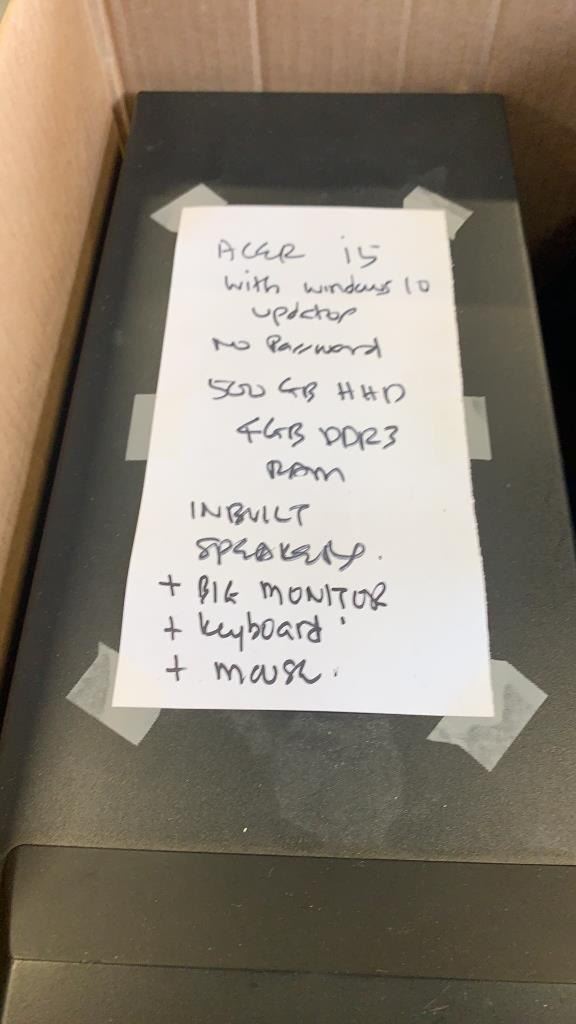 ACER i5
with windows 10
No Password
500 GB HHD
4GB DDR3
RAM
INBUILT
SPEAKERS.
+ BIG MONITOR
+ keyboard
+ mouse.